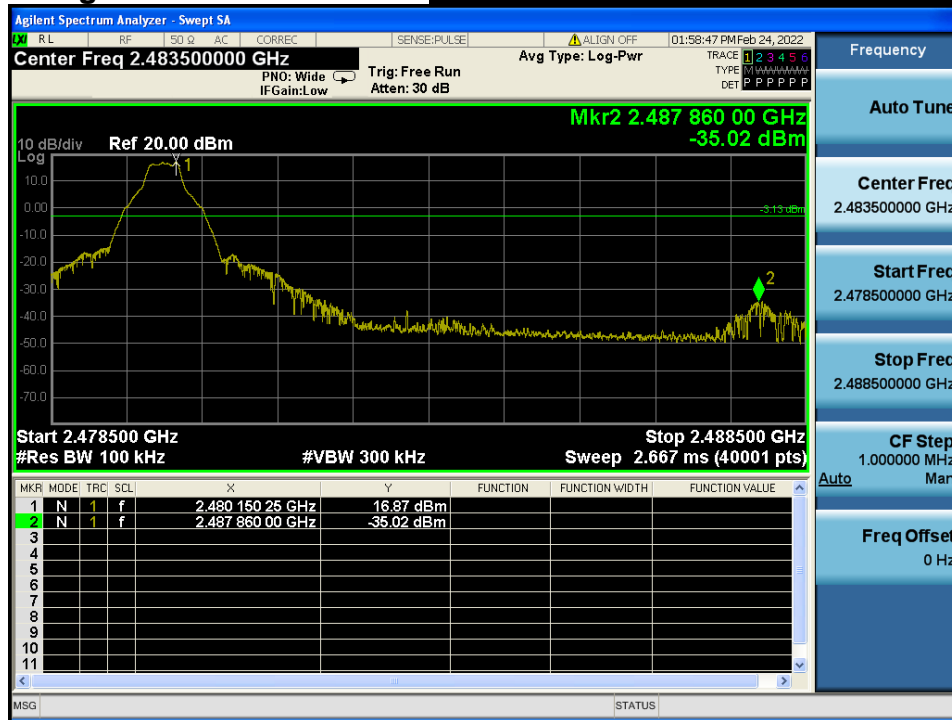 Agilent Spectrum Analyzer - Swept SA
LXI RL RF 50 Ω AC CORREC SENSE:PULSE ALIGN OFF 01:58:47 PM Feb 24, 2022
Center Freq 2.483500000 GHz
PNO: Wide
IFGain:Low
Trig: Free Run
Atten: 30 dB
Avg Type: Log-Pwr
TRACE 1 2 3 4 5 6
TYPE M WWWWW
DET P P P P P P
Mkr2 2.487 860 00 GHz
-35.02 dBm
10 dB/div Ref 20.00 dBm
Log
1
10.0
0.00
-3.13 dBm
-10.0
-20.0
-30.0
2
-40.0
-50.0
-60.0
-70.0
Start 2.478500 GHz Stop 2.488500 GHz
#Res BW 100 kHz #VBW 300 kHz Sweep 2.667 ms (40001 pts)
MKR MODE TRC SCL X Y FUNCTION FUNCTION WIDTH FUNCTION VALUE
1 N 1 f 2.480 150 25 GHz 16.87 dBm
2 N 1 f 2.487 860 00 GHz -35.02 dBm
3
4
5
6
7
8
9
10
11
MSG STATUS
Frequency
Auto Tune
Center Freq
2.483500000 GHz
Start Freq
2.478500000 GHz
Stop Freq
2.488500000 GHz
CF Step
1.000000 MHz
Auto Man
Freq Offset
0 Hz